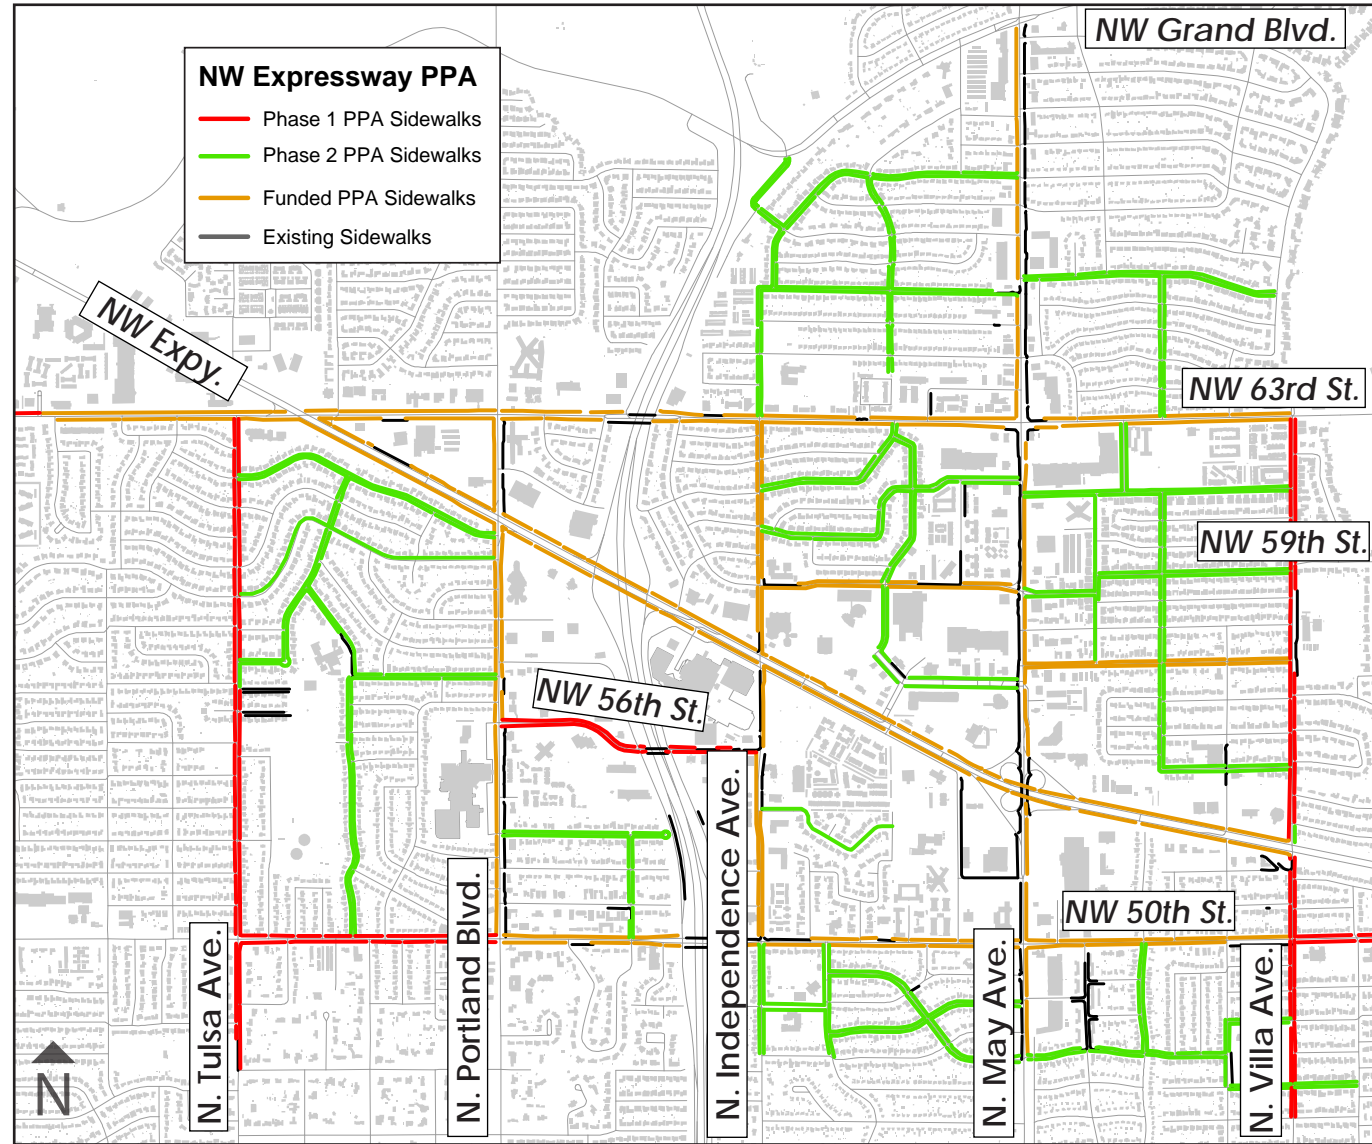 NW Grand Blvd.
NW Expressway PPA
Phase 1 PPA Sidewalks
Phase 2 PPA Sidewalks
Funded PPA Sidewalks
Existing Sidewalks
NW Expy.
NW 63rd St.
NW 59th St.
NW 56th St.
NW 50th St.
N. Tulsa Ave.
N. Portland Blvd.
N. Independence Ave.
N. May Ave.
N. Villa Ave.
N